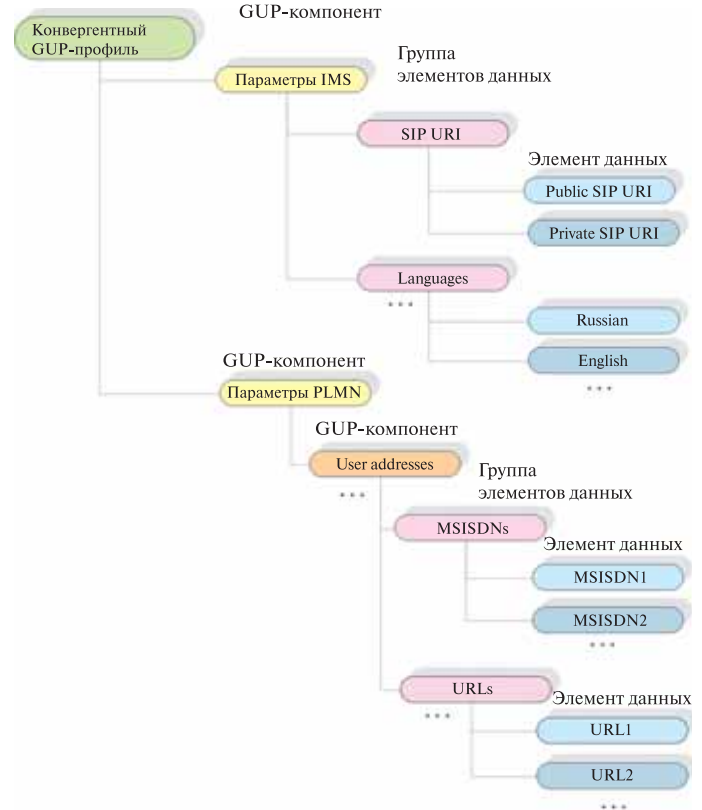 GUP-компонент
Конвергентный
GUP-профиль
Группа
элементов данных
Параметры IMS
SIP URI
Элемент данных
Public SIP URI
Private SIP URI
Languages
• • •
Russian
English
• • •
GUP-компонент
Параметры PLMN
GUP-компонент
User addresses
• • •
Группа
элементов данных
MSISDNs
Элемент данных
MSISDN1
MSISDN2
• • •
URLs
• • •
Элемент данных
URL1
URL2
• • •